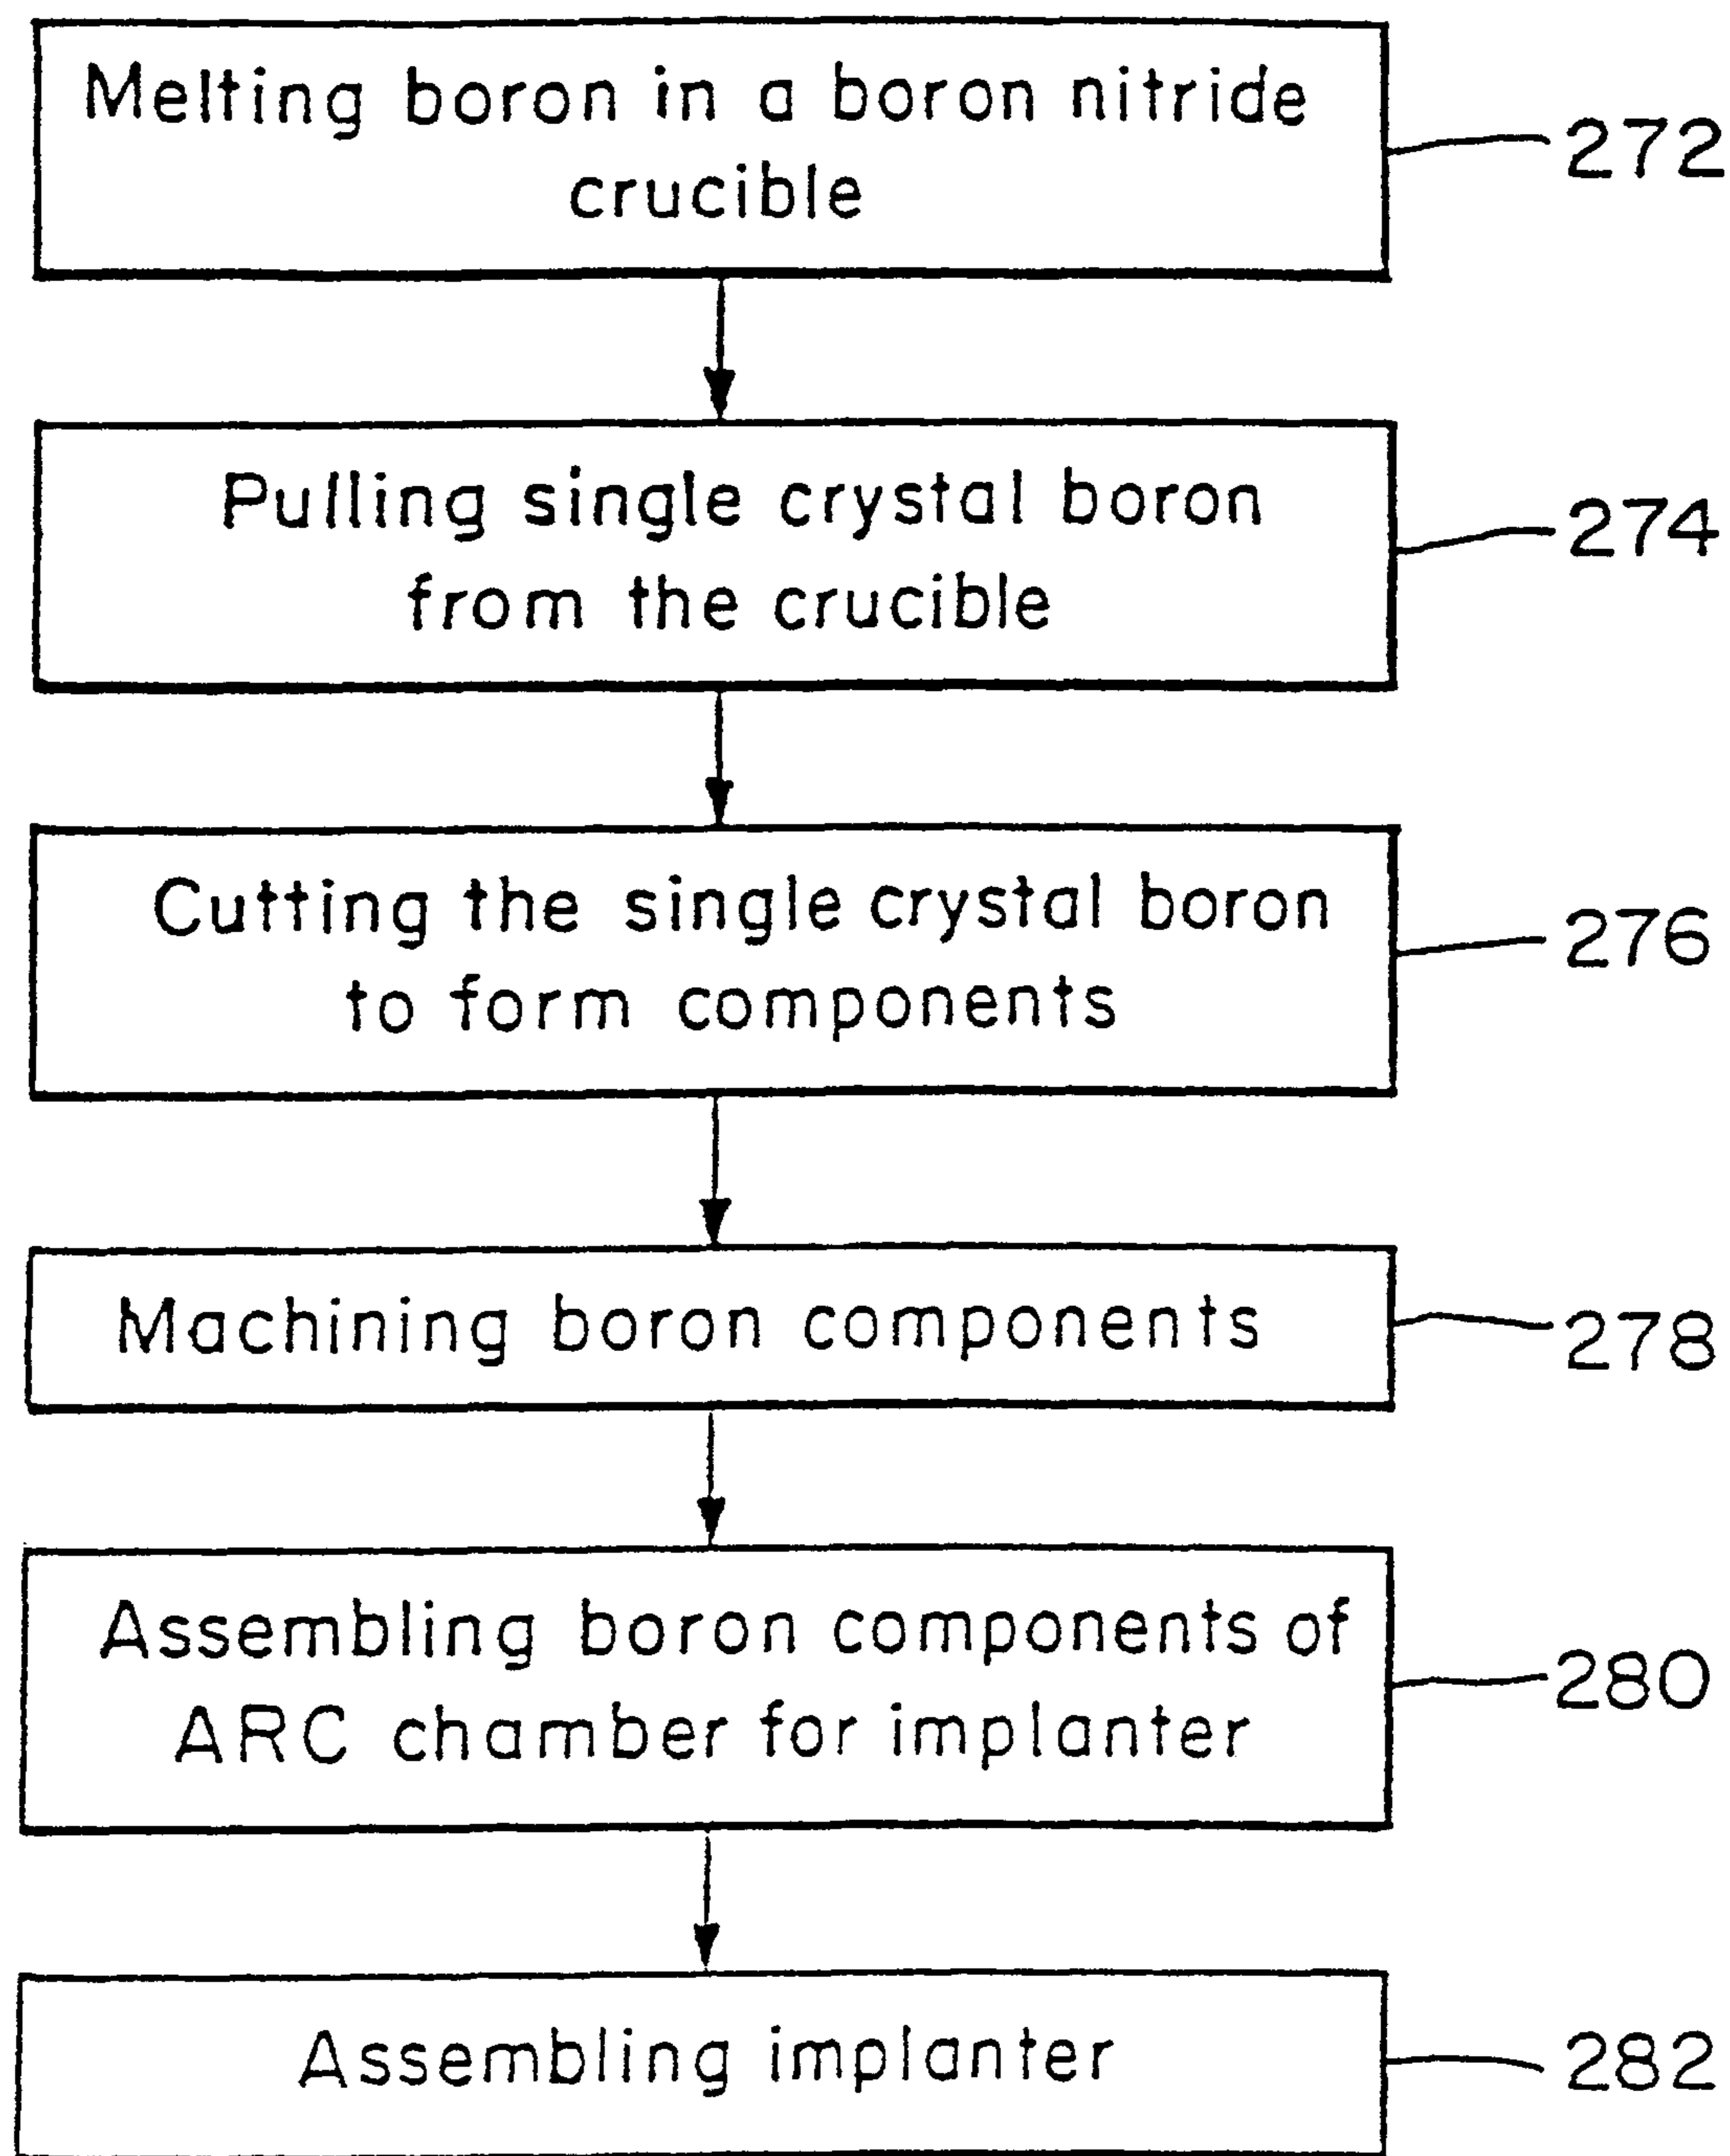 Melting boron in a boron nitride
crucible
272
Pulling single crystal boron
from the crucible
274
Cutting the single crystal boron
to form components
276
Machining boron components
278
Assembling boron components of
ARC chamber for implanter
280
Assembling implanter
282